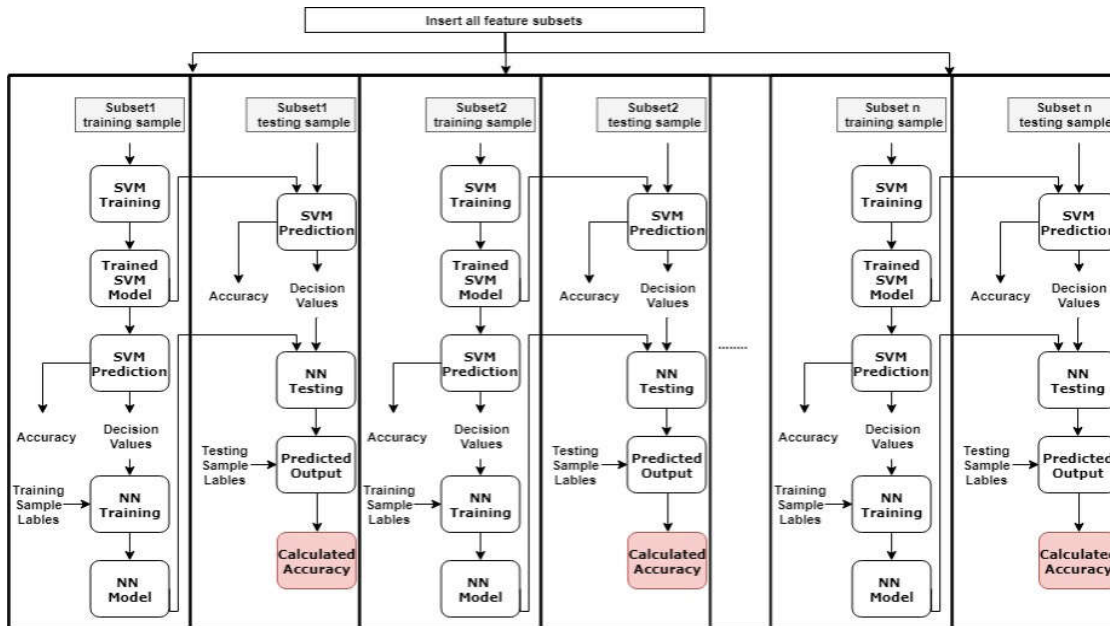 Insert all feature subsets
Subset1
training sample
SVM
Training
Trained
SVM
Model
SVM
Prediction
Accuracy
Decision
Values
Training
Sample
Lables
NN
Training
NN
Model
Subset1
testing sample
SVM
Prediction
Accuracy
Decision
Values
NN
Testing
Testing
Sample
Lables
Predicted
Output
Calculated
Accuracy
Subset2
training sample
SVM
Training
Trained
SVM
Model
SVM
Prediction
Accuracy
Decision
Values
Training
Sample
Lables
NN
Training
NN
Model
Subset2
testing sample
SVM
Prediction
Accuracy
Decision
Values
NN
Testing
Testing
Sample
Lables
Predicted
Output
Calculated
Accuracy
........
Subset n
training sample
SVM
Training
Trained
SVM
Model
SVM
Prediction
Accuracy
Decision
Values
Training
Sample
Lables
NN
Training
NN
Model
Subset n
testing sample
SVM
Prediction
Accuracy
Decision
Values
NN
Testing
Testing
Sample
Lables
Predicted
Output
Calculated
Accuracy